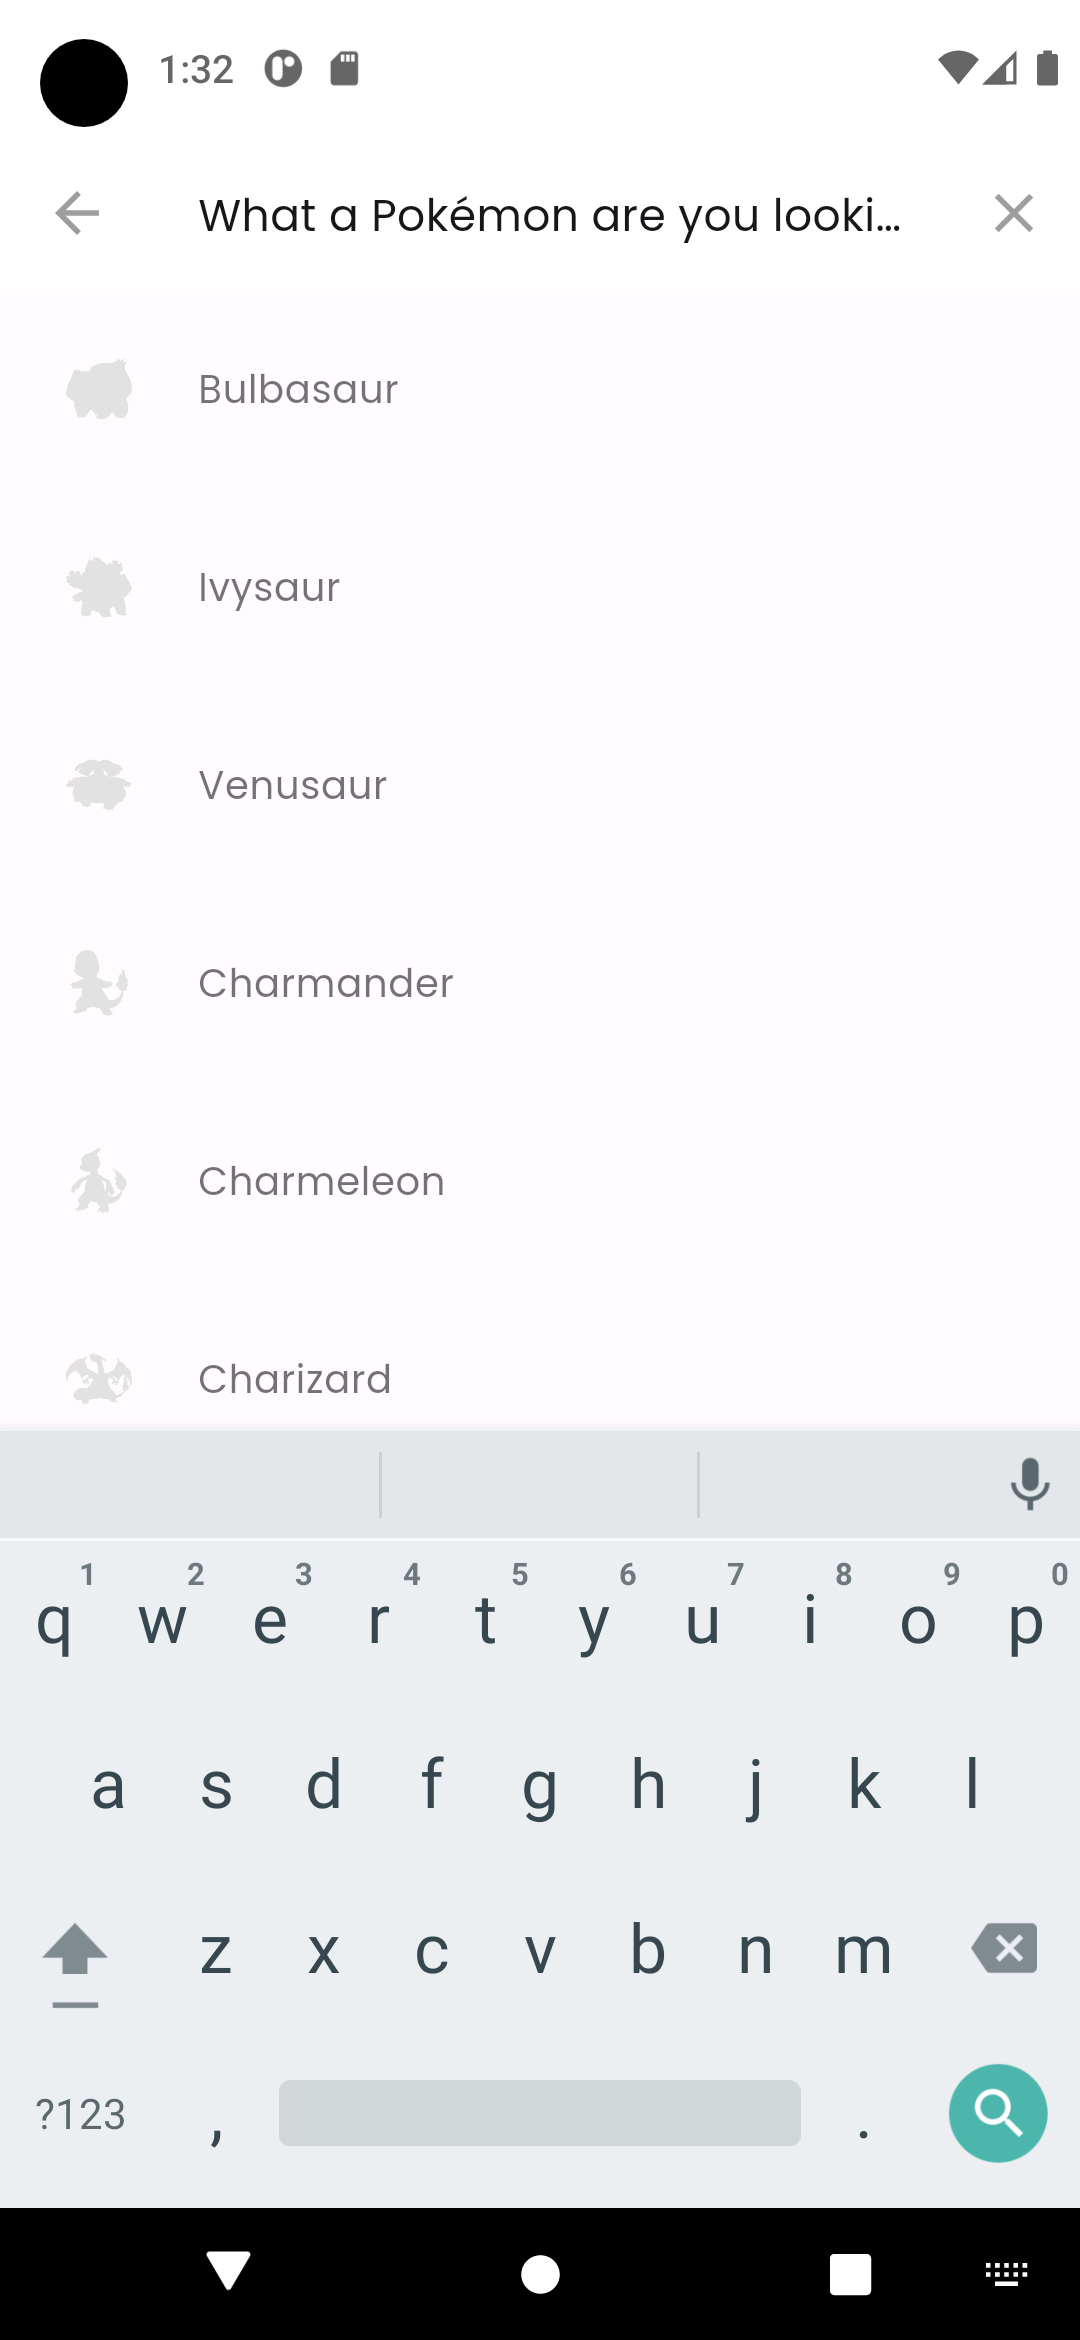 1:32
What a Pokémon are you looki...
Bulbasaur
Ivysaur
Venusaur
Charmander
Charmeleon
Charizard
1 2 3 4 5 6 7 8 9 0
q w e r t y u i o p
a s d f g h j k l
z x c v b n m
?123 , .